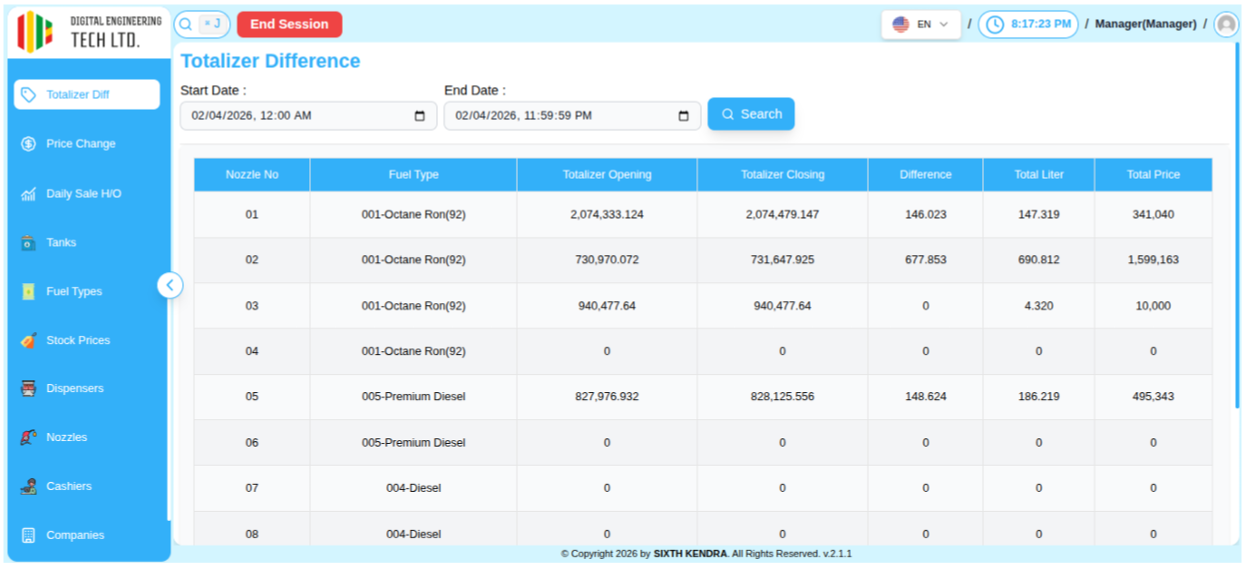 DIGITAL ENGINEERING
TECH LTD.
J
End Session
EN / 8:17:23 PM / Manager(Manager) /
Totalizer Diff
Price Change
Daily Sale H/O
Tanks
Fuel Types
Stock Prices
Dispensers
Nozzles
Cashiers
Companies
Totalizer Difference
Start Date : End Date :
02/04/2026, 12:00 AM 02/04/2026, 11:59:59 PM Search
Nozzle No Fuel Type Totalizer Opening Totalizer Closing Difference Total Liter Total Price
01 001-Octane Ron(92) 2,074,333.124 2,074,479.147 146.023 147.319 341,040
02 001-Octane Ron(92) 730,970.072 731,647.925 677.853 690.812 1,599,163
03 001-Octane Ron(92) 940,477.64 940,477.64 0 4.320 10,000
04 001-Octane Ron(92) 0 0 0 0 0
05 005-Premium Diesel 827,976.932 828,125.556 148.624 186.219 495,343
06 005-Premium Diesel 0 0 0 0 0
07 004-Diesel 0 0 0 0 0
08 004-Diesel 0 0 0 0 0
© Copyright 2026 by SIXTH KENDRA. All Rights Reserved. v.2.1.1